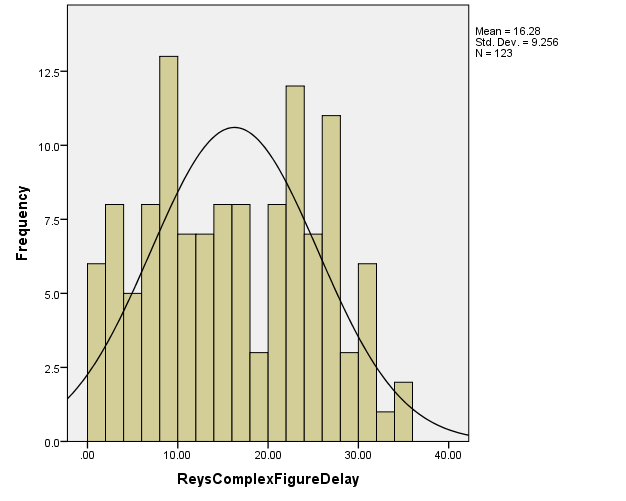 Mean = 16.28
Std. Dev. = 9.256
N = 123
12.5
10.0
7.5
5.0
2.5
0.0
Frequency
.00 10.00 20.00 30.00 40.00
ReysComplexFigureDelay